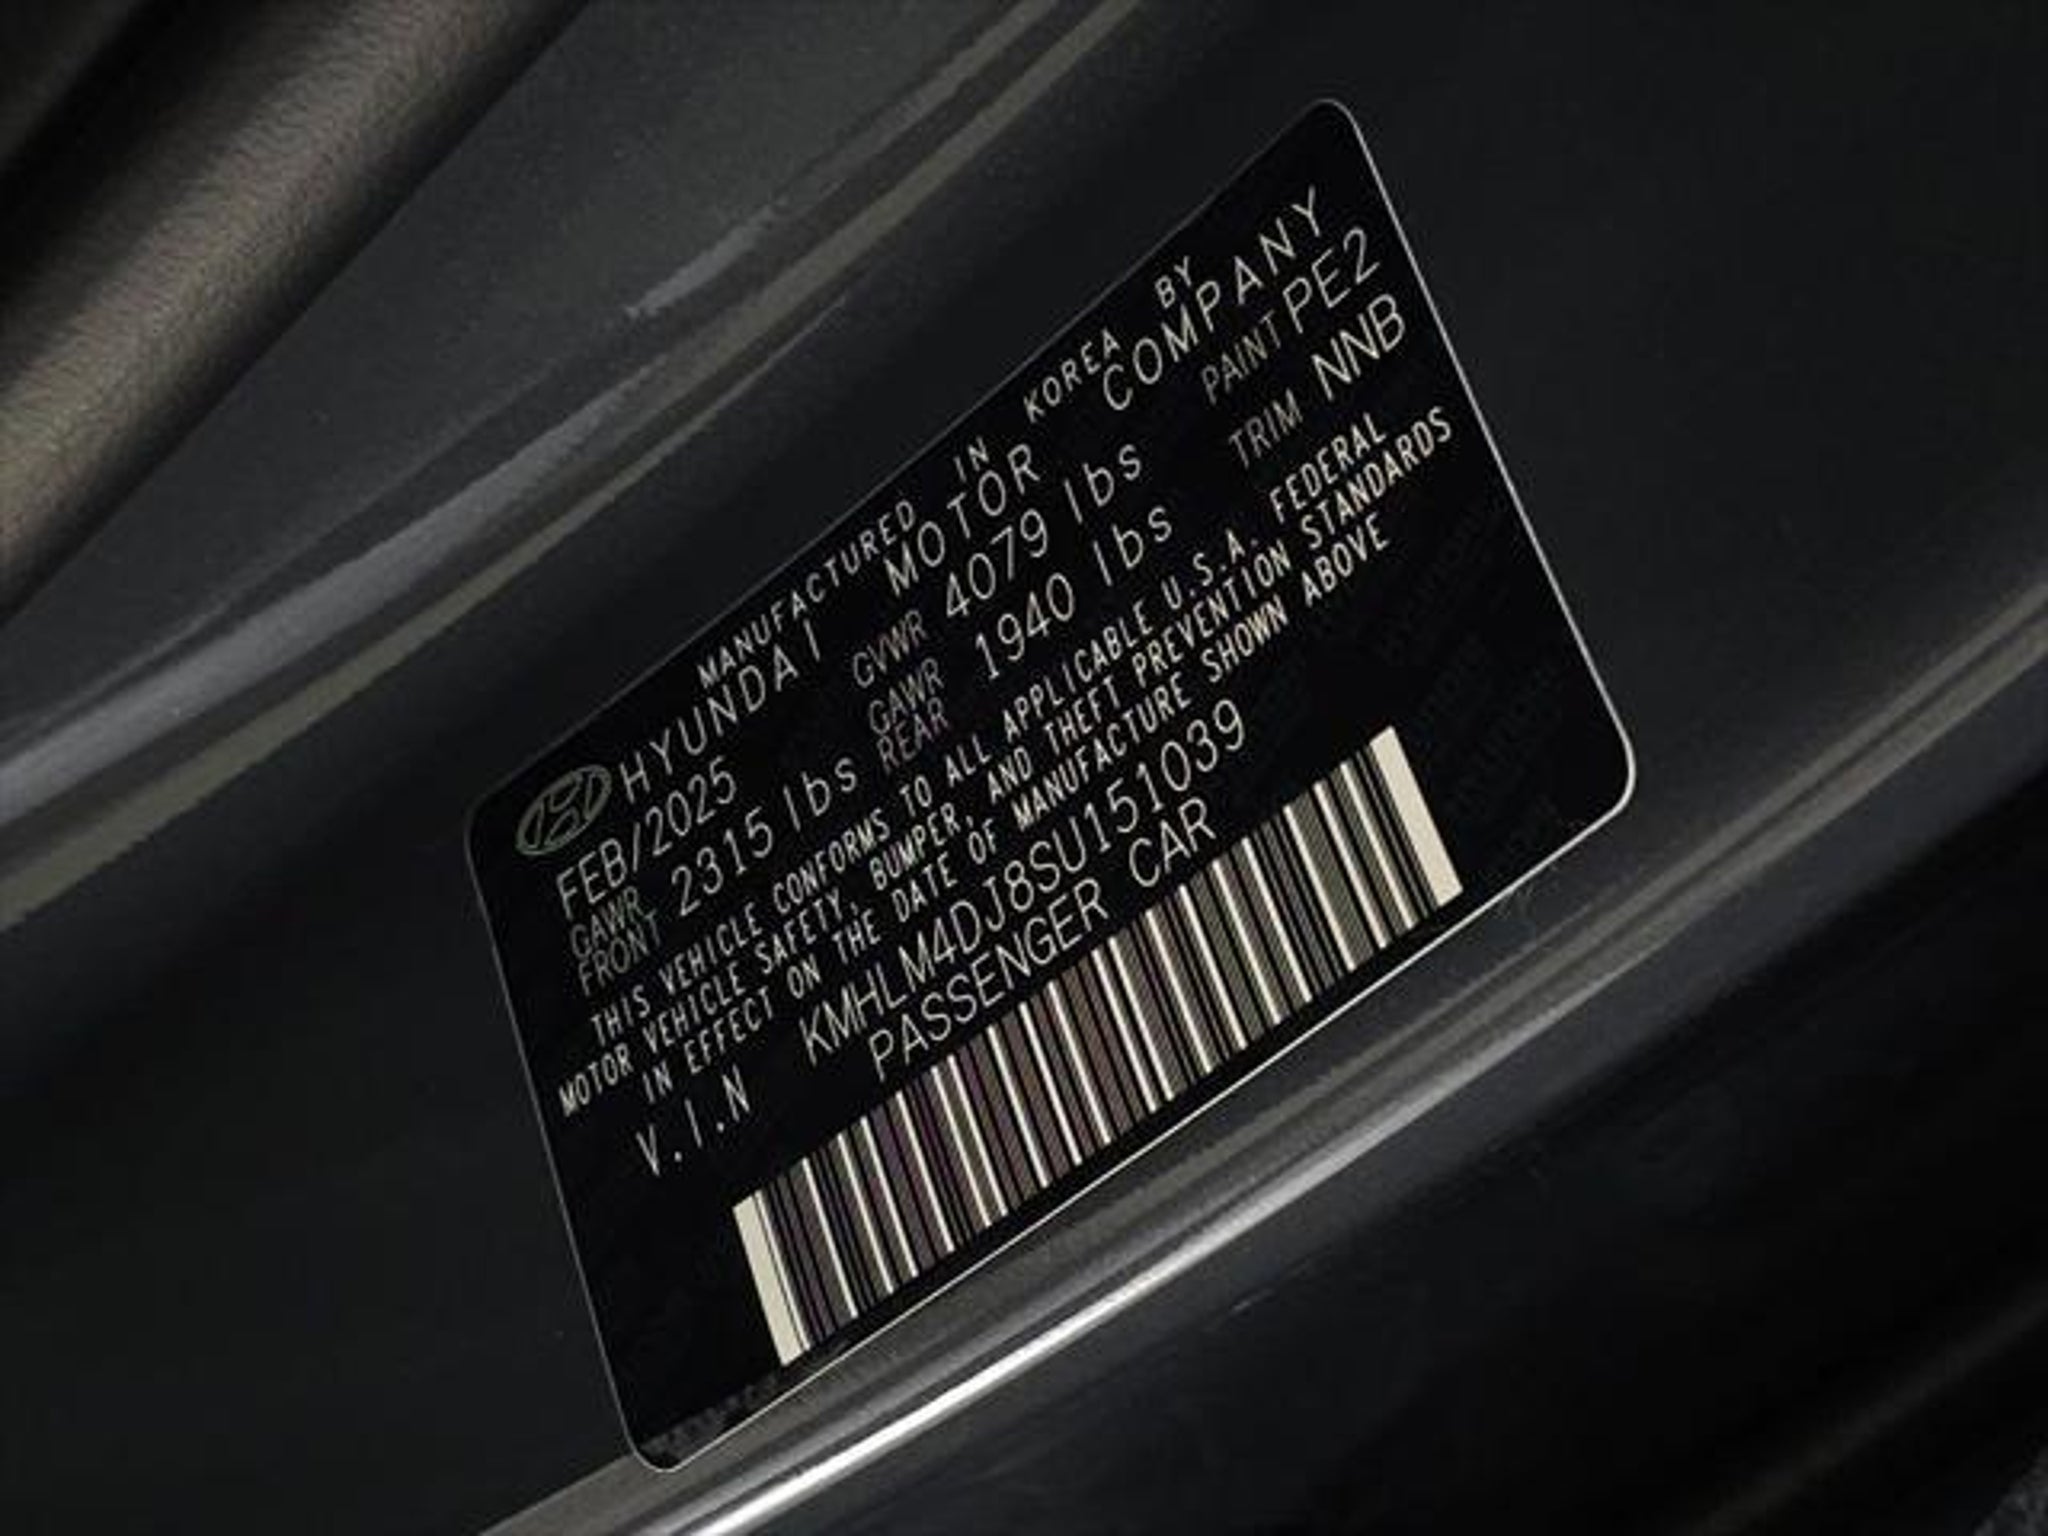 MANUFACTURED IN KOREA BY
HYUNDAI MOTOR COMPANY
FEB/2025 GVWR 4079 lbs PAINT PE2
GAWR FRONT 2315 lbs GAWR REAR 1940 lbs TRIM NNB
THIS VEHICLE CONFORMS TO ALL APPLICABLE U.S.A. FEDERAL
MOTOR VEHICLE SAFETY, BUMPER, AND THEFT PREVENTION STANDARDS
IN EFFECT ON THE DATE OF MANUFACTURE SHOWN ABOVE
V.I.N KMHLM4DJ8SU151039
PASSENGER CAR